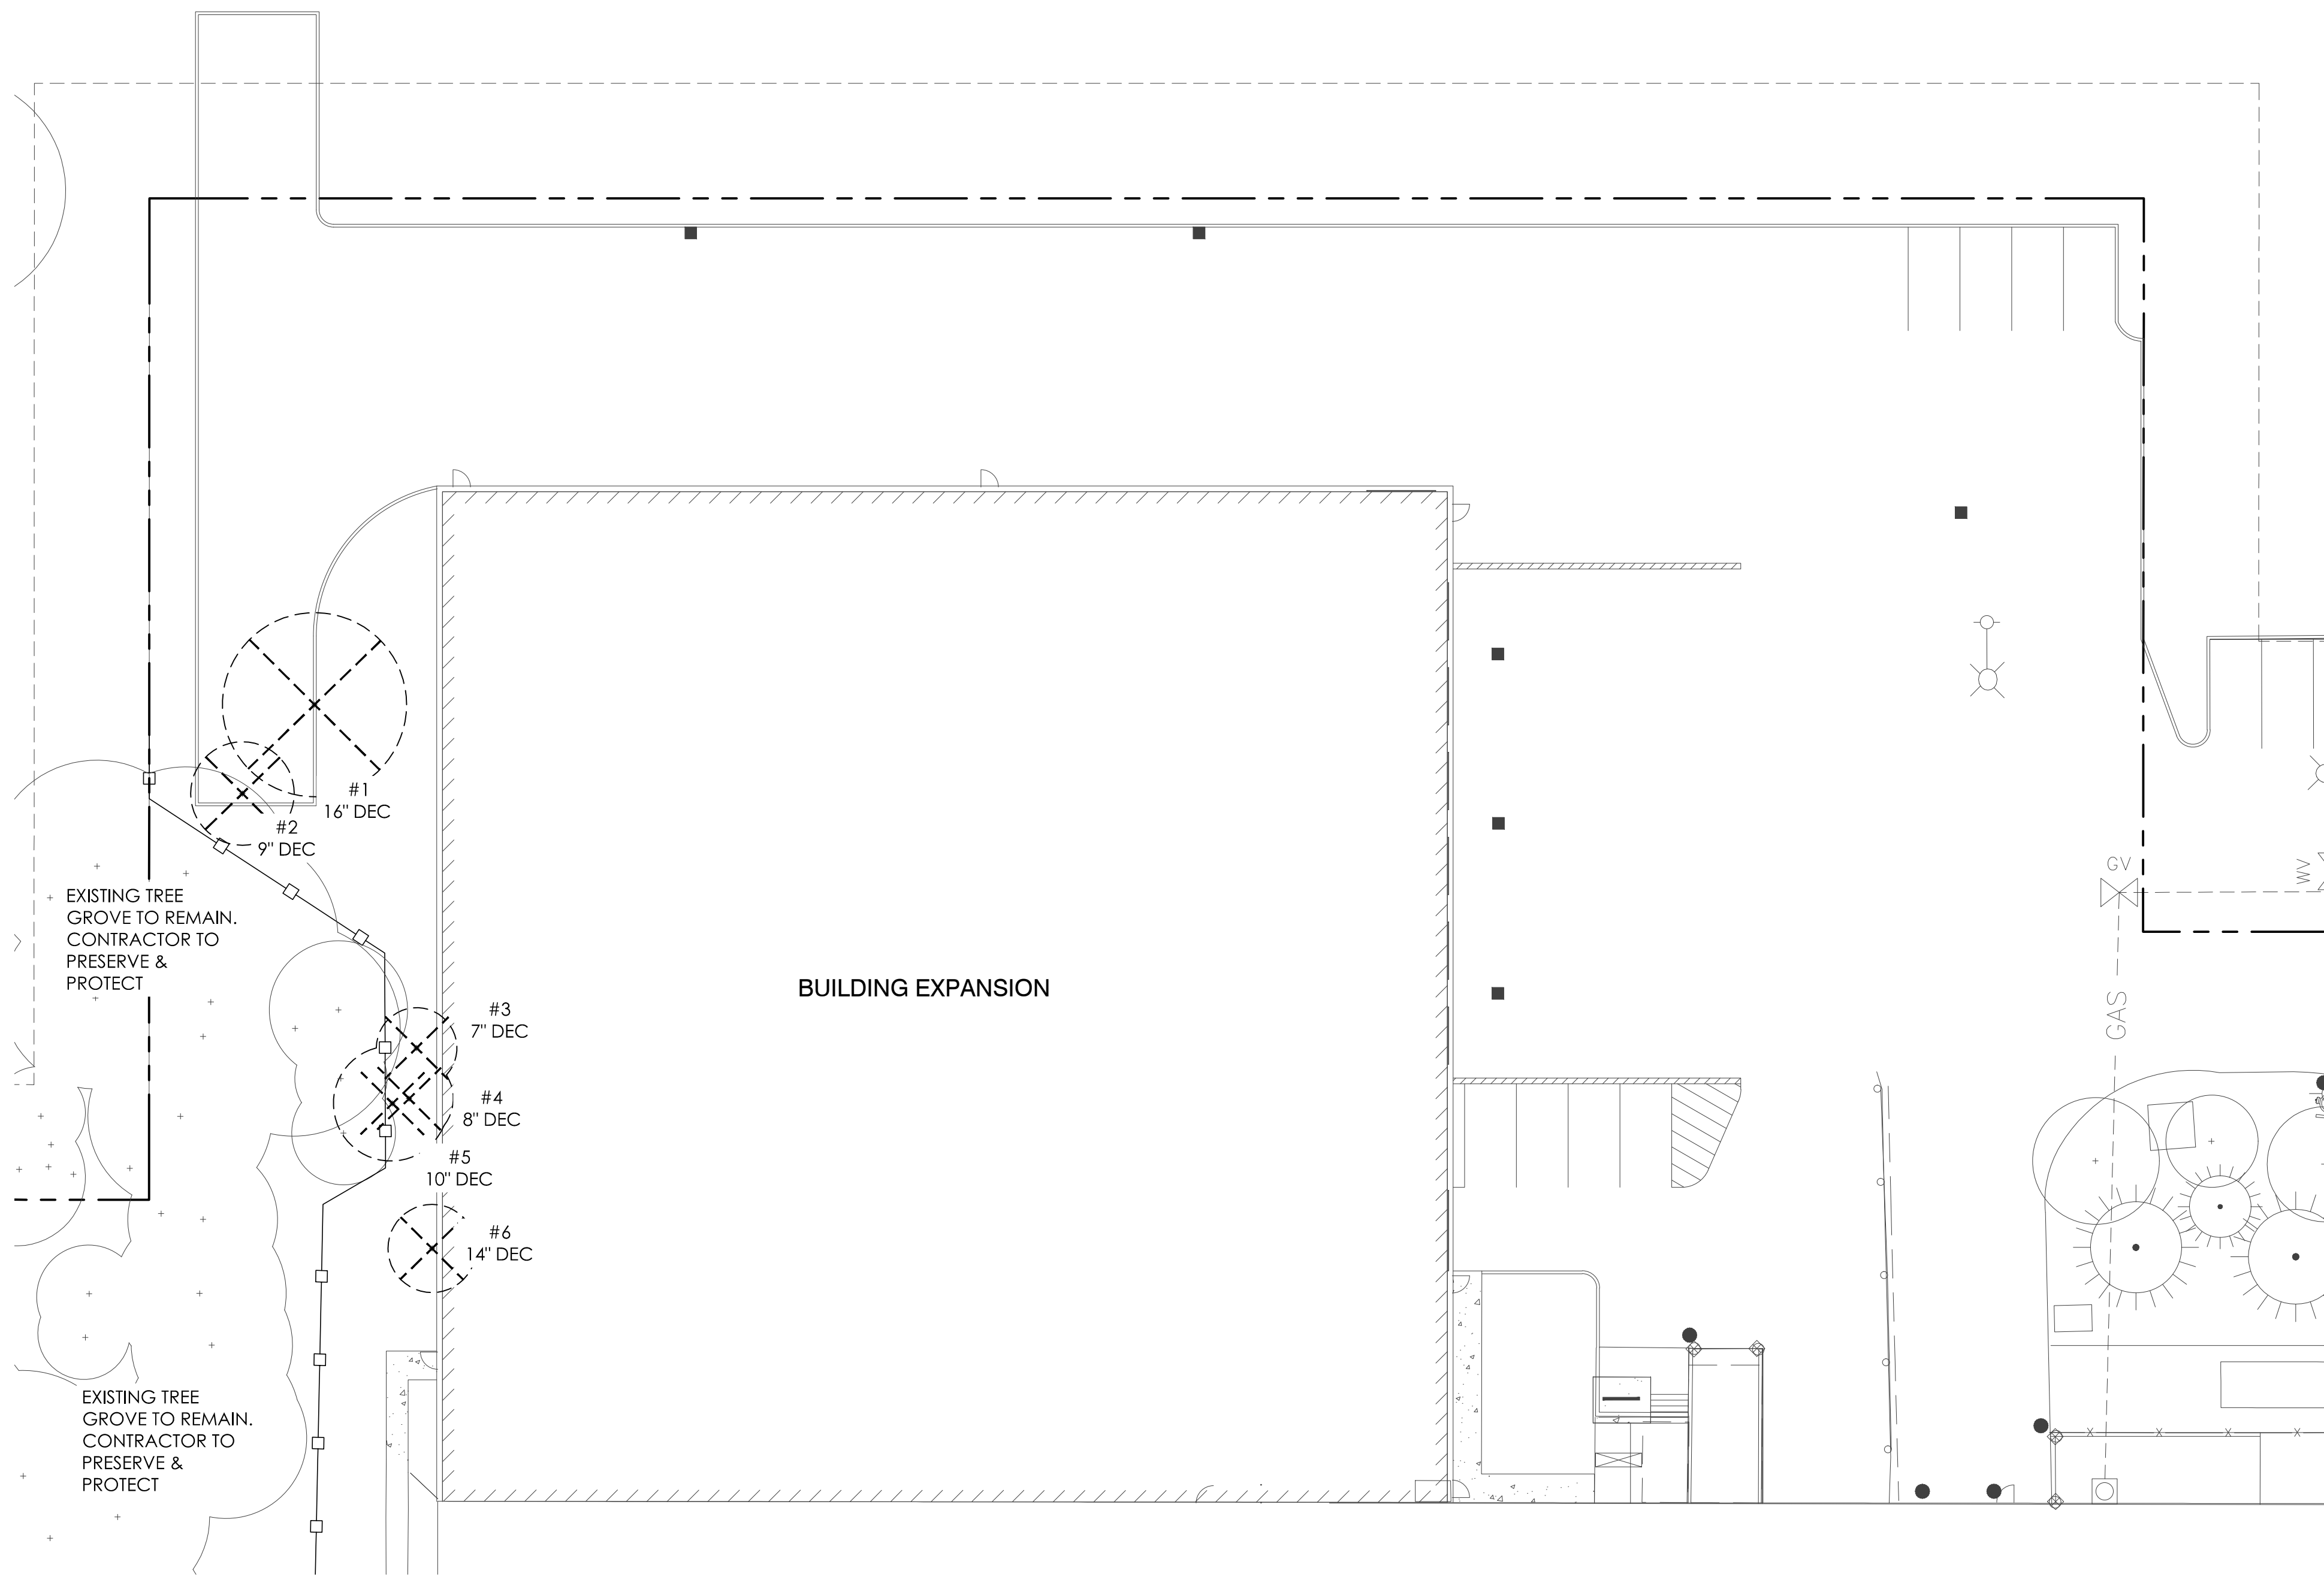 #1
16" DEC
#2
9" DEC
GV
WV
EXISTING TREE
GROVE TO REMAIN.
CONTRACTOR TO
PRESERVE &
PROTECT
BUILDING EXPANSION
#3
7" DEC
GAS
#4
8" DEC
#5
10" DEC
#6
14" DEC
EXISTING TREE
GROVE TO REMAIN.
CONTRACTOR TO
PRESERVE &
PROTECT